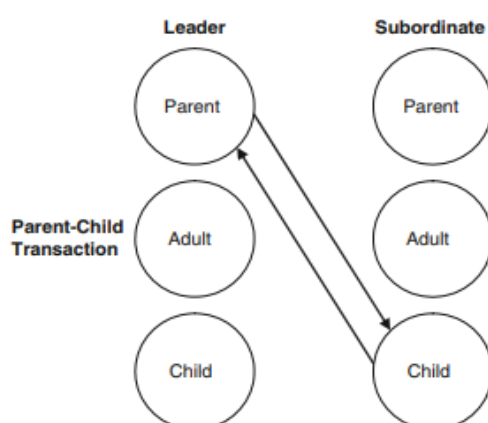 Leader
Subordinate
Parent
Parent
Parent-Child
Transaction
Adult
Adult
Child
Child